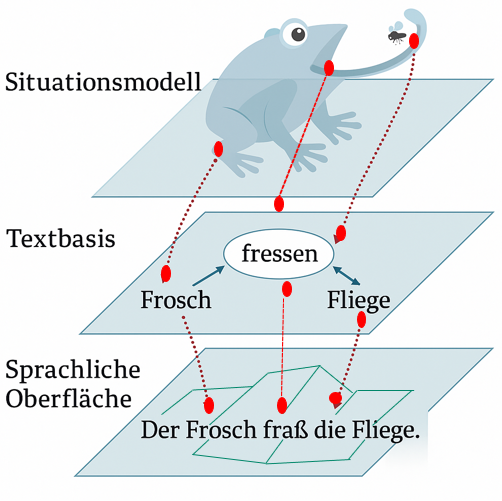 Situationsmodell
Textbasis
fressen
Frosch
Fliege
Sprachliche
Oberfläche
Der Frosch fraß die Fliege.